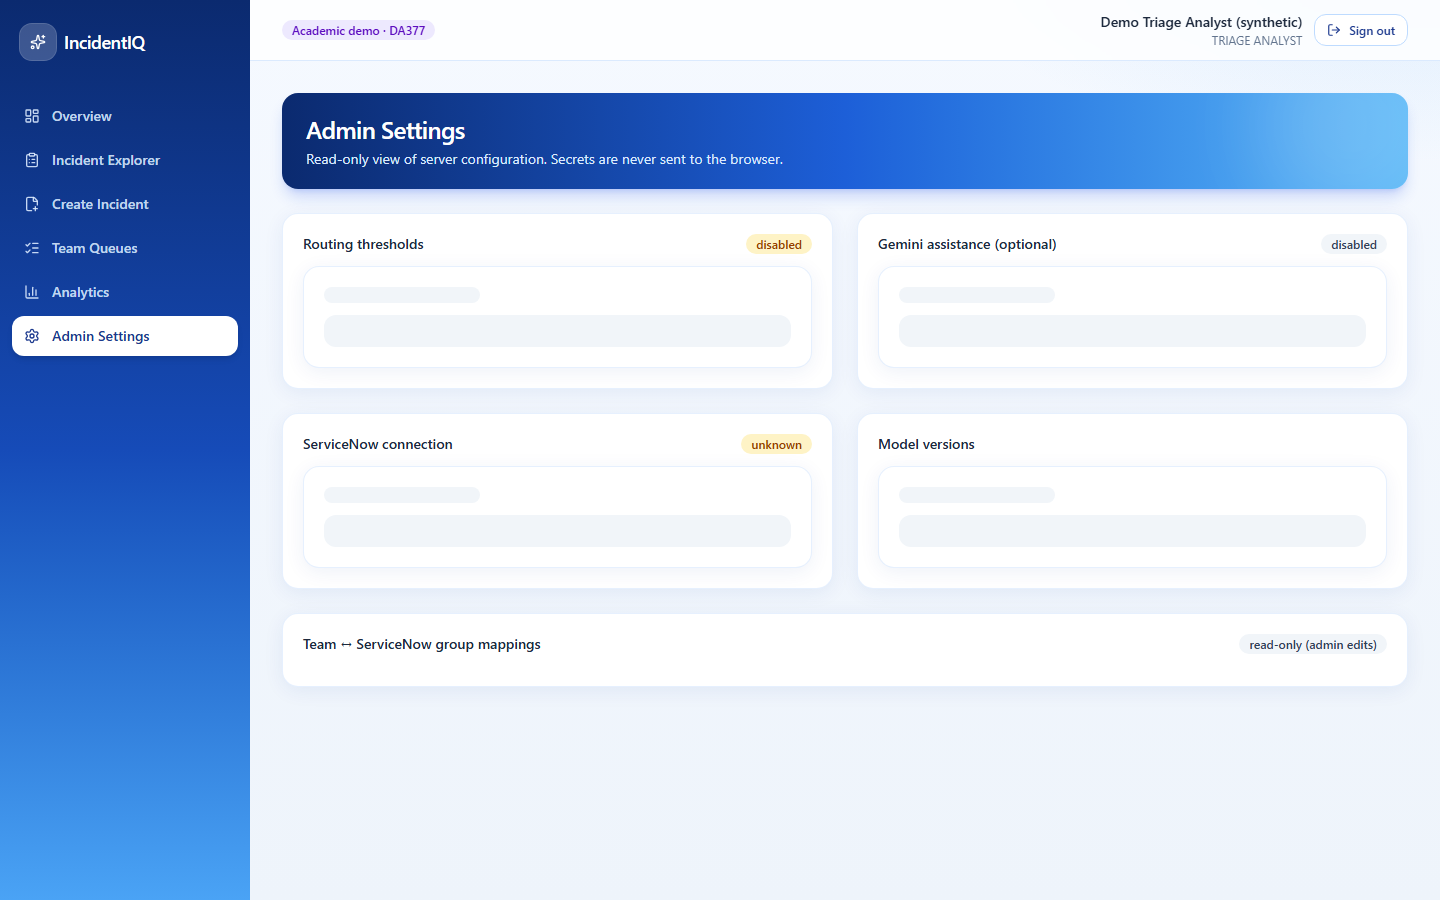 IncidentIQ
Overview
Incident Explorer
Create Incident
Team Queues
Analytics
Admin Settings
Academic demo · DA377
Demo Triage Analyst (synthetic)
TRIAGE ANALYST
Sign out
Admin Settings
Read-only view of server configuration. Secrets are never sent to the browser.
Routing thresholds
disabled
Gemini assistance (optional)
disabled
ServiceNow connection
unknown
Model versions
Team ↔ ServiceNow group mappings
read-only (admin edits)